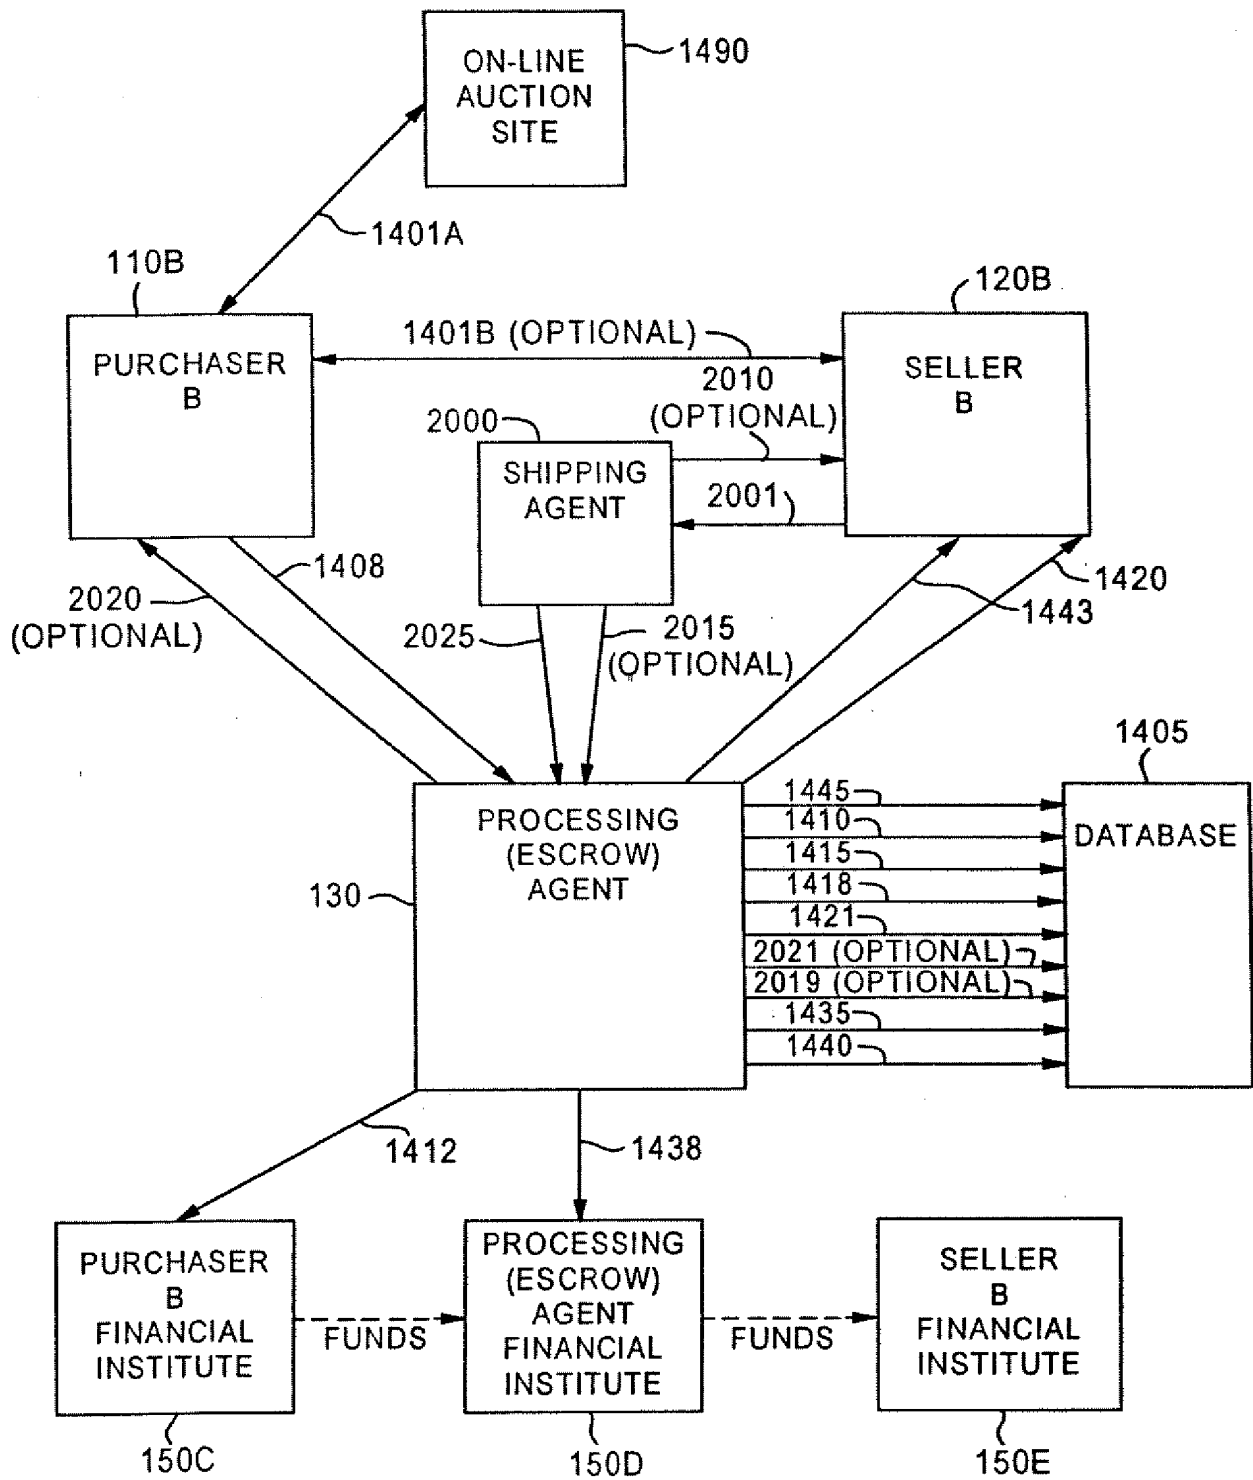 ON-LINE
AUCTION
SITE
1490
1401A
110B
120B
PURCHASER
B
1401B (OPTIONAL)
SELLER
B
2010
(OPTIONAL)
2000
SHIPPING
AGENT
2001
1408
2020
(OPTIONAL)
2025
2015
(OPTIONAL)
1443
1420
1405
PROCESSING
(ESCROW)
AGENT
130
1445
1410
1415
1418
1421
2021 (OPTIONAL)
2019 (OPTIONAL)
1435
1440
DATABASE
1412
1438
PURCHASER
B
FINANCIAL
INSTITUTE
FUNDS
PROCESSING
(ESCROW)
AGENT
FINANCIAL
INSTITUTE
FUNDS
SELLER
B
FINANCIAL
INSTITUTE
150C
150D
150E